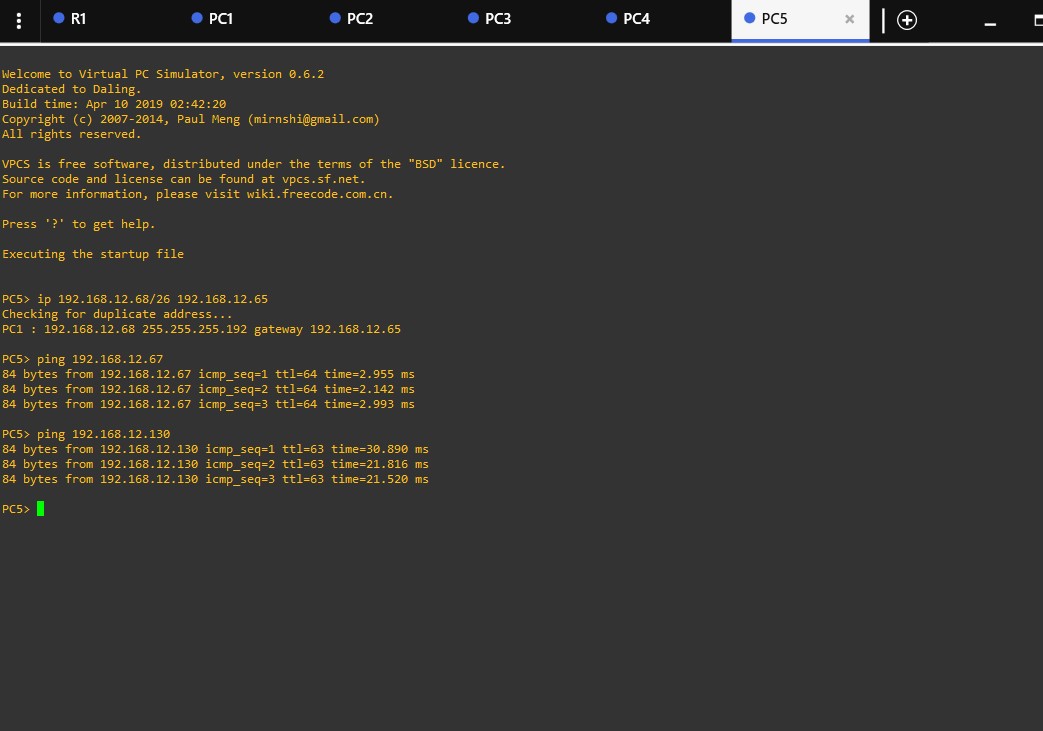 R1 PC1 PC2 PC3 PC4 PC5
Welcome to Virtual PC Simulator, version 0.6.2
Dedicated to Daling.
Build time: Apr 10 2019 02:42:20
Copyright (c) 2007-2014, Paul Meng (mirnshi@gmail.com)
All rights reserved.
VPCS is free software, distributed under the terms of the "BSD" licence.
Source code and license can be found at vpcs.sf.net.
For more information, please visit wiki.freecode.com.cn.
Press '?' to get help.
Executing the startup file
PC5> ip 192.168.12.68/26 192.168.12.65
Checking for duplicate address...
PC1 : 192.168.12.68 255.255.255.192 gateway 192.168.12.65
PC5> ping 192.168.12.67
84 bytes from 192.168.12.67 icmp_seq=1 ttl=64 time=2.955 ms
84 bytes from 192.168.12.67 icmp_seq=2 ttl=64 time=2.142 ms
84 bytes from 192.168.12.67 icmp_seq=3 ttl=64 time=2.993 ms
PC5> ping 192.168.12.130
84 bytes from 192.168.12.130 icmp_seq=1 ttl=63 time=30.890 ms
84 bytes from 192.168.12.130 icmp_seq=2 ttl=63 time=21.816 ms
84 bytes from 192.168.12.130 icmp_seq=3 ttl=63 time=21.520 ms
PC5>